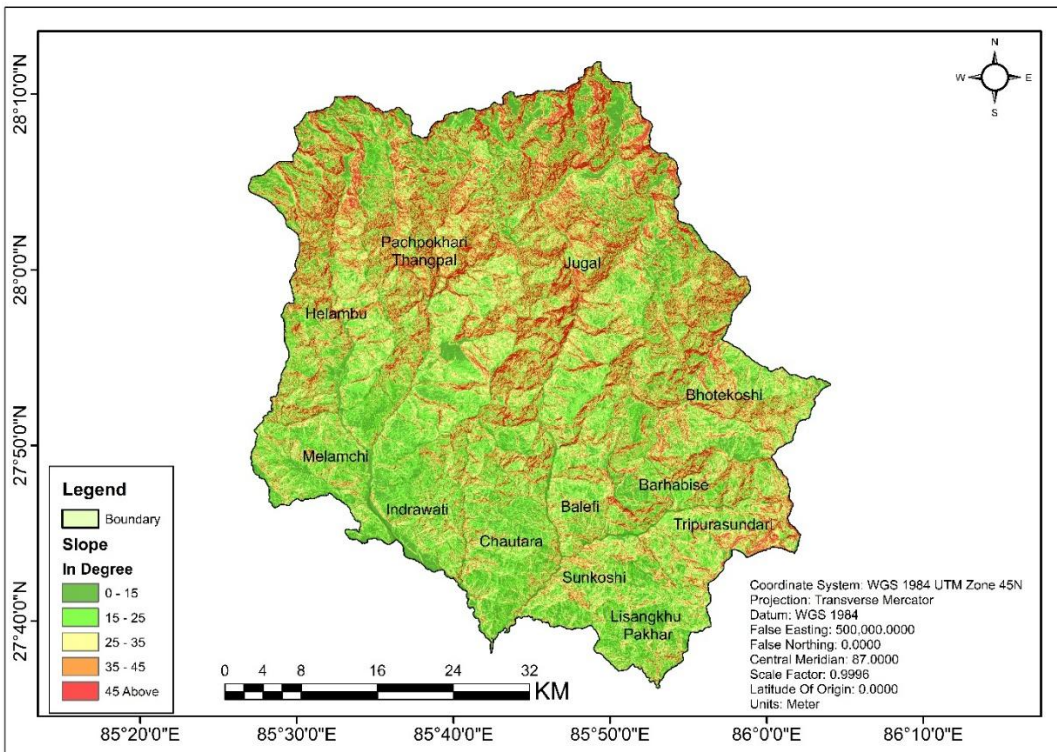 N
W E
S
28°10'0"N
28°0'0"N
27°50'0"N
27°40'0"N
Pachpokhari
Thangpal
Jugal
Helambu
Bhotekoshi
Melamchi
Barhabise
Indrawati
Balefi
Tripurasundari
Chautara
Sunkoshi
Lisangkhu
Pakhar
Legend
Boundary
Slope
In Degree
0 - 15
15 - 25
25 - 35
35 - 45
45 Above
0 4 8 16 24 32
KM
Coordinate System: WGS 1984 UTM Zone 45N
Projection: Transverse Mercator
Datum: WGS 1984
False Easting: 500,000.0000
False Northing: 0.0000
Central Meridian: 87.0000
Scale Factor: 0.9996
Latitude Of Origin: 0.0000
Units: Meter
85°20'0"E 85°30'0"E 85°40'0"E 85°50'0"E 86°0'0"E 86°10'0"E